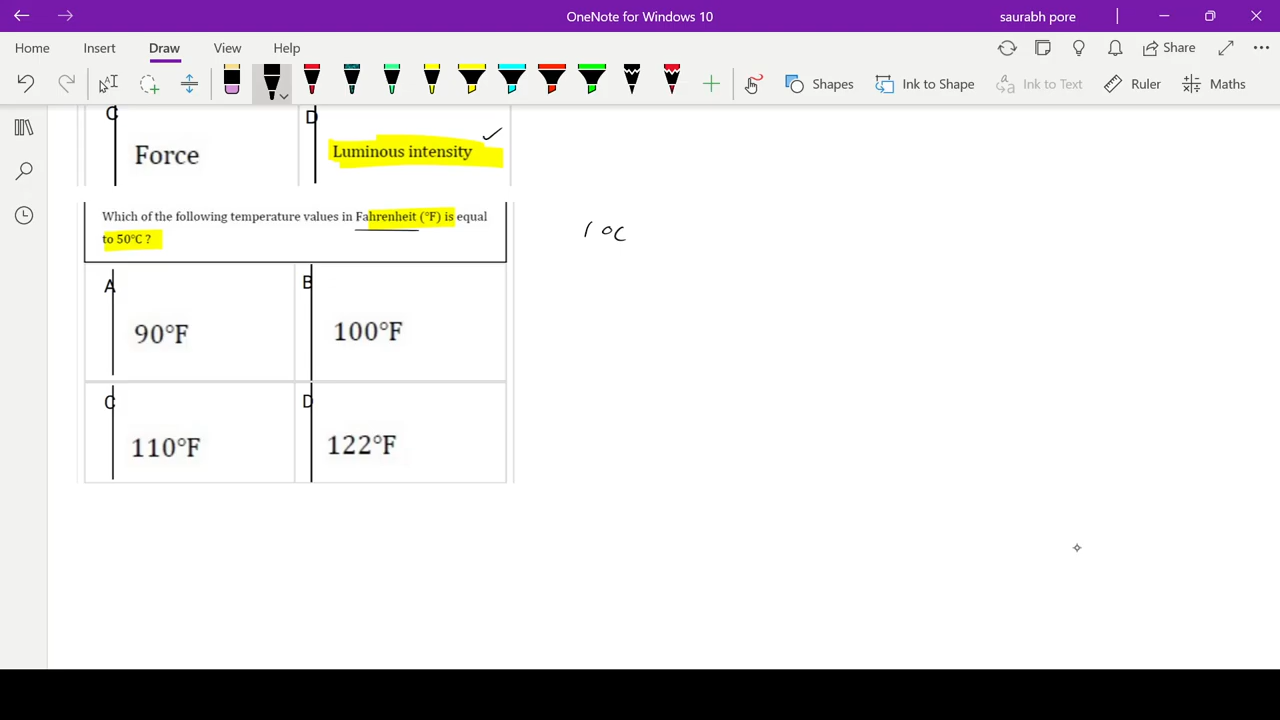 OneNote for Windows 10
saurabh pore
Home
Insert
Draw
View
Help
Share
Shapes
Ink to Shape
Ink to Text
Ruler
Maths
C
Force
D
Luminous intensity
Which of the following temperature values in Fahrenheit (°F) is equal
to 50°C ?
1 °C
A
90°F
B
100°F
C
110°F
D
122°F